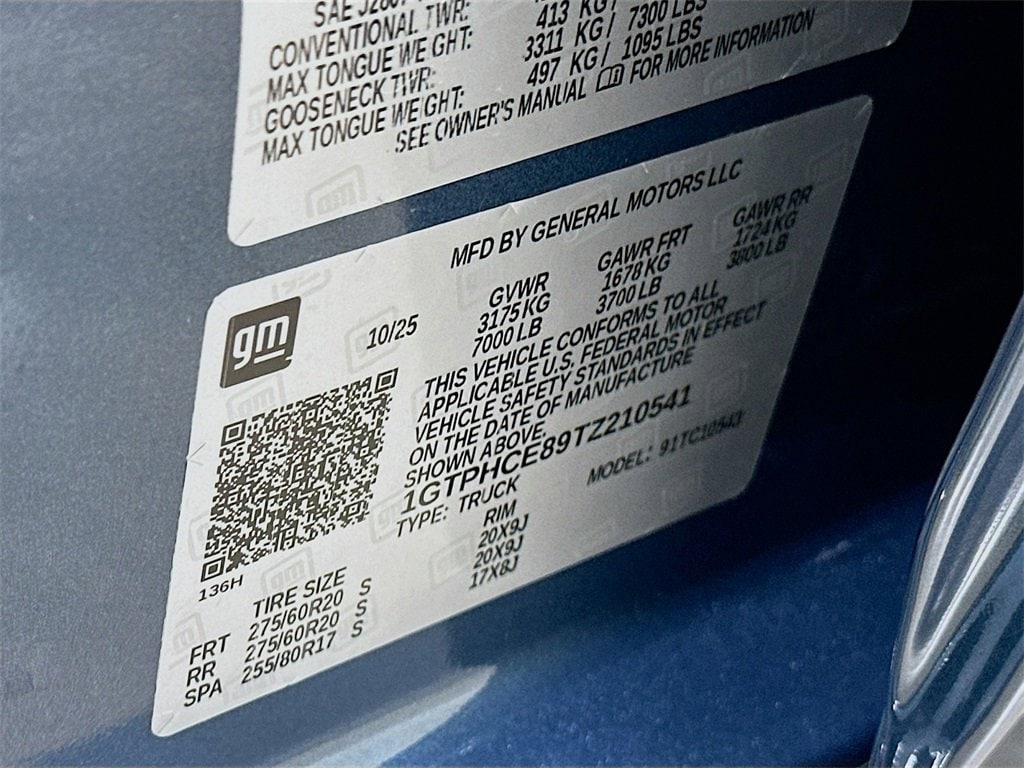 SAE J2807
CONVENTIONAL TWR:
MAX TONGUE WEIGHT: 413 KG/
GOOSENECK TWR: 3311 KG/ 7300 LBS
MAX TONGUE WEIGHT: 497 KG/ 1095 LBS
SEE OWNER'S MANUAL FOR MORE INFORMATION
MFD BY GENERAL MOTORS LLC
gm
10/25
GVWR GAWR FRT GAWR RR
3175 KG 1678 KG 1724 KG
7000 LB 3700 LB 3800 LB
THIS VEHICLE CONFORMS TO ALL
APPLICABLE U.S. FEDERAL MOTOR
VEHICLE SAFETY STANDARDS IN EFFECT
ON THE DATE OF MANUFACTURE
SHOWN ABOVE.
1GTPHCE89TZ210541
TYPE: TRUCK MODEL: 91TC10543
136H
TIRE SIZE RIM
FRT 275/60R20 S 20X9J
RR 275/60R20 S 20X9J
SPA 255/80R17 S 17X8J